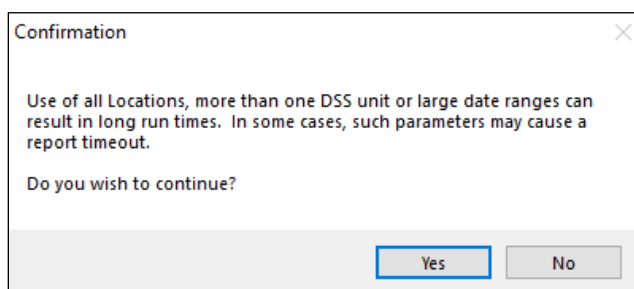 Confirmation
Use of all Locations, more than one DSS unit or large date ranges can
result in long run times.  In some cases, such parameters may cause a
report timeout.
Do you wish to continue?
Yes
No